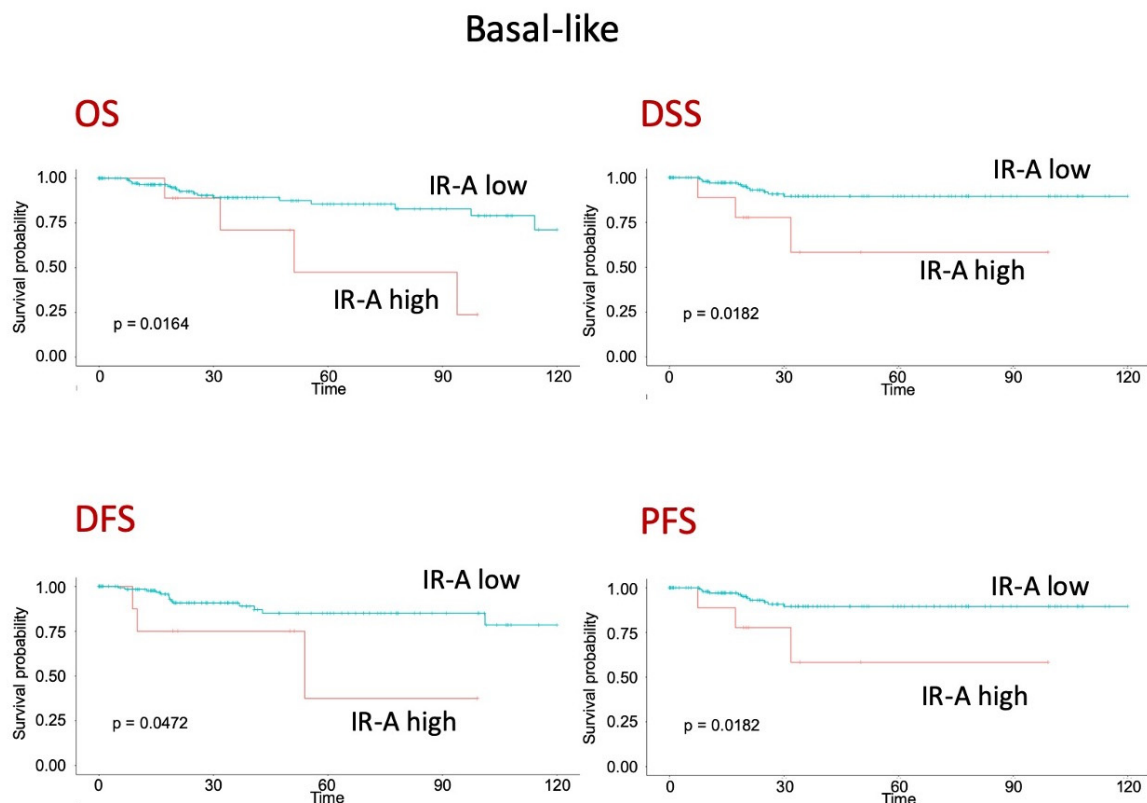 Basal-like
OS
Survival probability
1.00
0.75
0.50
0.25
0.00
IR-A low
IR-A high
p = 0.0164
0 30 60 90 120
Time
DSS
Survival probability
1.00
0.75
0.50
0.25
0.00
IR-A low
IR-A high
p = 0.0182
0 30 60 90 120
Time
DFS
Survival probability
1.00
0.75
0.50
0.25
0.00
IR-A low
IR-A high
p = 0.0472
0 30 60 90 120
Time
PFS
Survival probability
1.00
0.75
0.50
0.25
0.00
IR-A low
IR-A high
p = 0.0182
0 30 60 90 120
Time